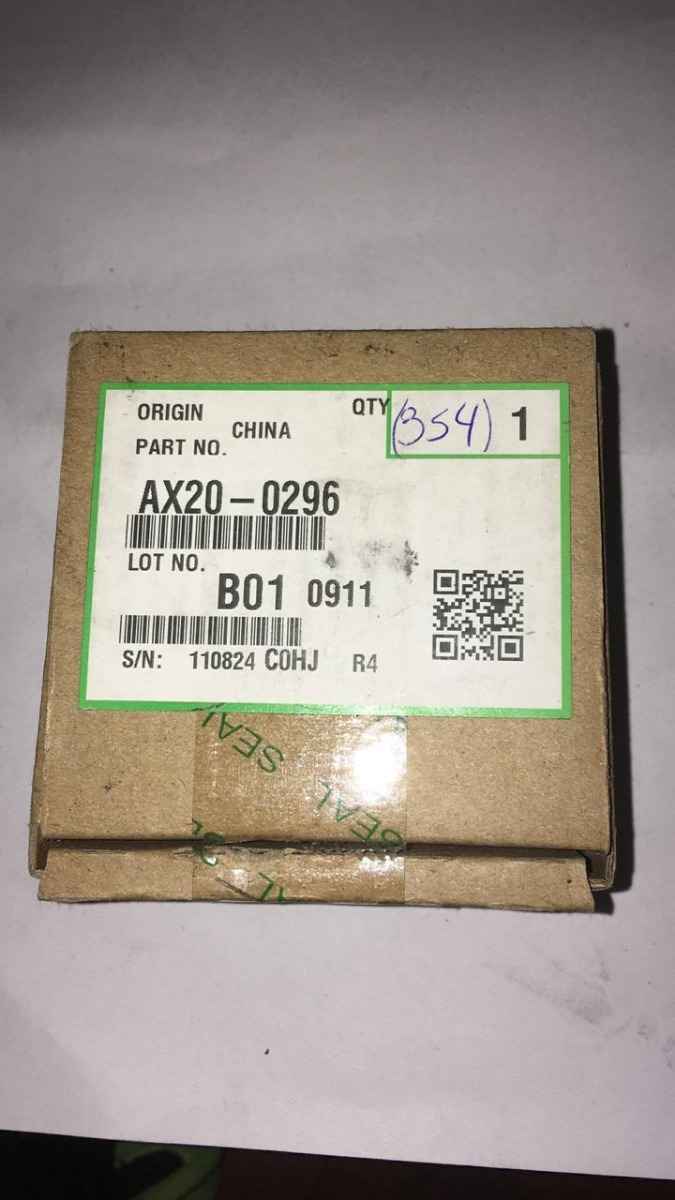 ORIGIN CHINA QTY (354) 1
PART NO.
AX20-0296
LOT NO.
B01 0911
S/N: 110824 C0HJ R4
SEAL
SEAL